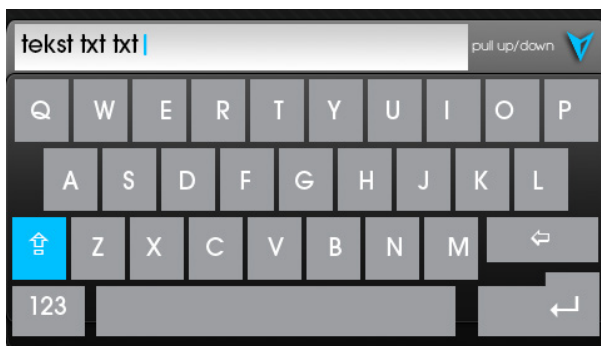 tekst txt txt
pull up/down
Q W E R T Y U I O P
A S D F G H J K L
Z X C V B N M
123